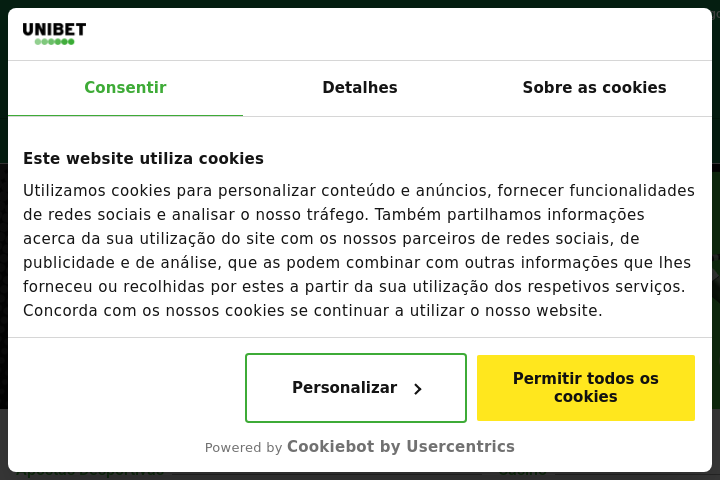 UNIBET
Consentir
Detalhes
Sobre as cookies
Este website utiliza cookies
Utilizamos cookies para personalizar conteúdo e anúncios, fornecer funcionalidades
de redes sociais e analisar o nosso tráfego. Também partilhamos informações
acerca da sua utilização do site com os nossos parceiros de redes sociais, de
publicidade e de análise, que as podem combinar com outras informações que lhes
forneceu ou recolhidas por estes a partir da sua utilização dos respetivos serviços.
Concorda com os nossos cookies se continuar a utilizar o nosso website.
Personalizar
Permitir todos os
cookies
Powered by Cookiebot by Usercentrics